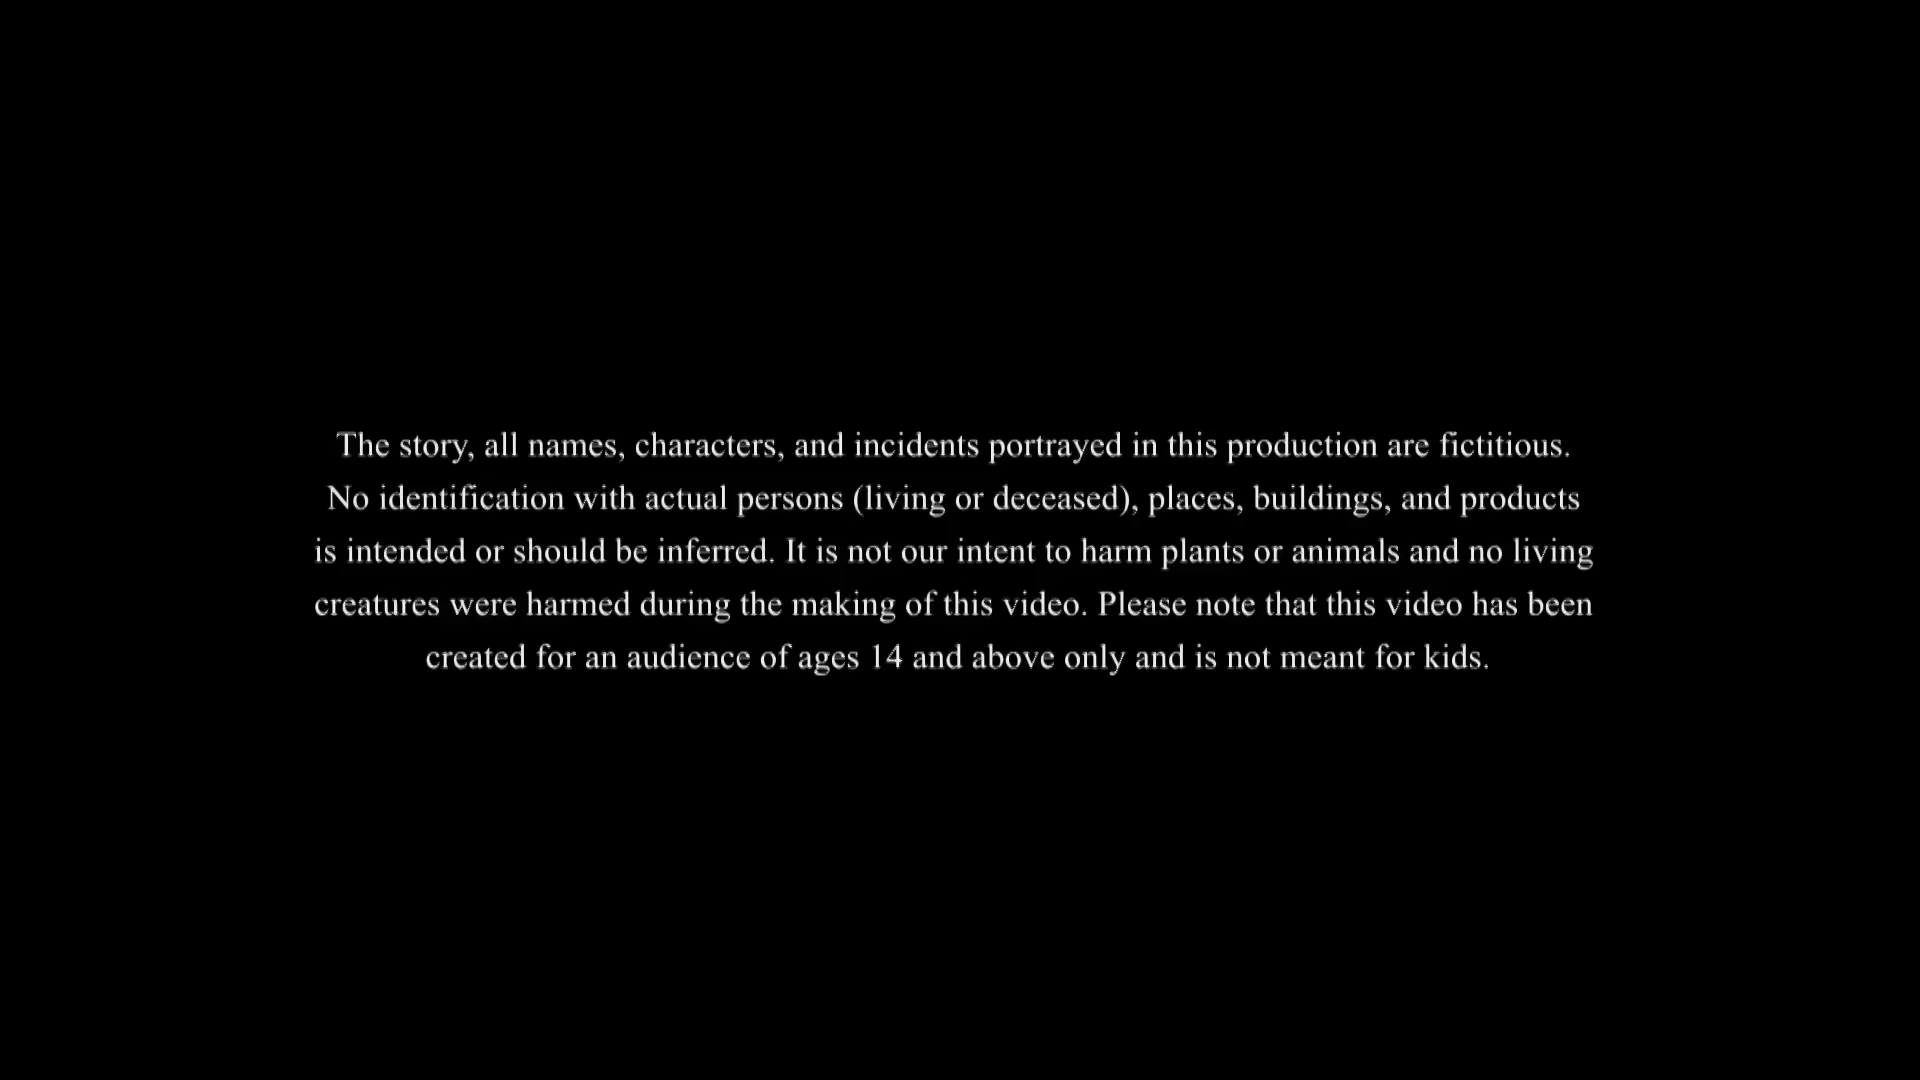 The story, all names, characters, and incidents portrayed in this production are fictitious.
No identification with actual persons (living or deceased), places, buildings, and products
is intended or should be inferred. It is not our intent to harm plants or animals and no living
creatures were harmed during the making of this video. Please note that this video has been
created for an audience of ages 14 and above only and is not meant for kids.